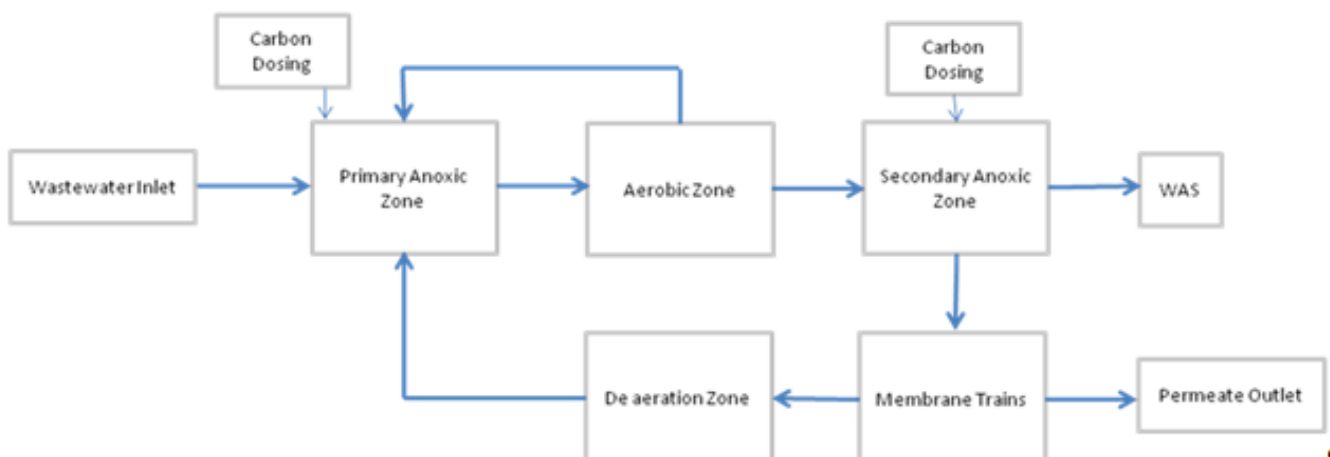 Carbon
Dosing
Carbon
Dosing
Wastewater Inlet
Primary Anoxic
Zone
Aerobic Zone
Secondary Anoxic
Zone
WAS
De aeration Zone
Membrane Trains
Permeate Outlet